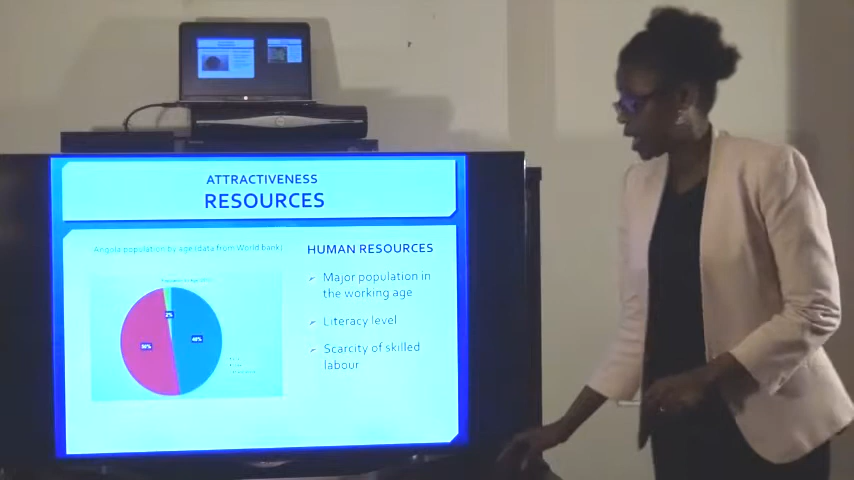 ATTRACTIVENESS
RESOURCES
Angola population by age (data from World bank)
HUMAN RESOURCES
➢ Major population in
the working age
➢ Literacy level
➢ Scarcity of skilled
labour
2%
50%
48%